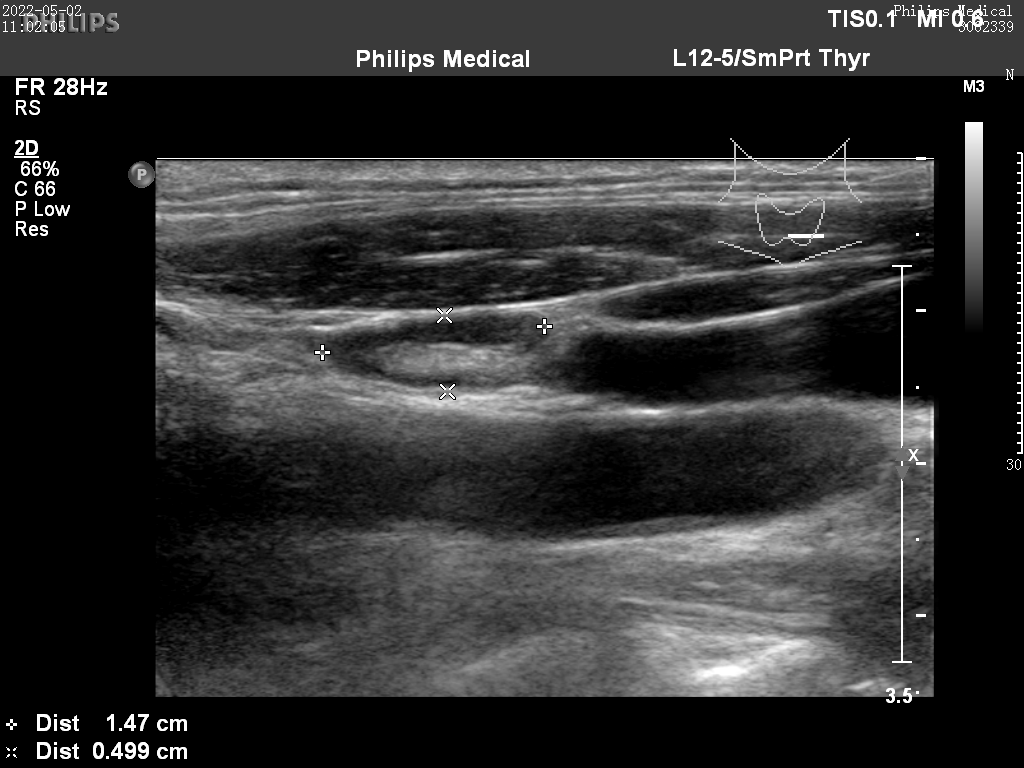 2022-05-02
PHILIPS
11:02:05
TIS0.1 MI 0.6
Philips Medical
Philips Medical
L12-5/SmPrt Thyr
N
FR 28Hz
RS
M3
2D
66%
C 66
P Low
Res
P
X
30
3.5
Dist 1.47 cm
Dist 0.499 cm